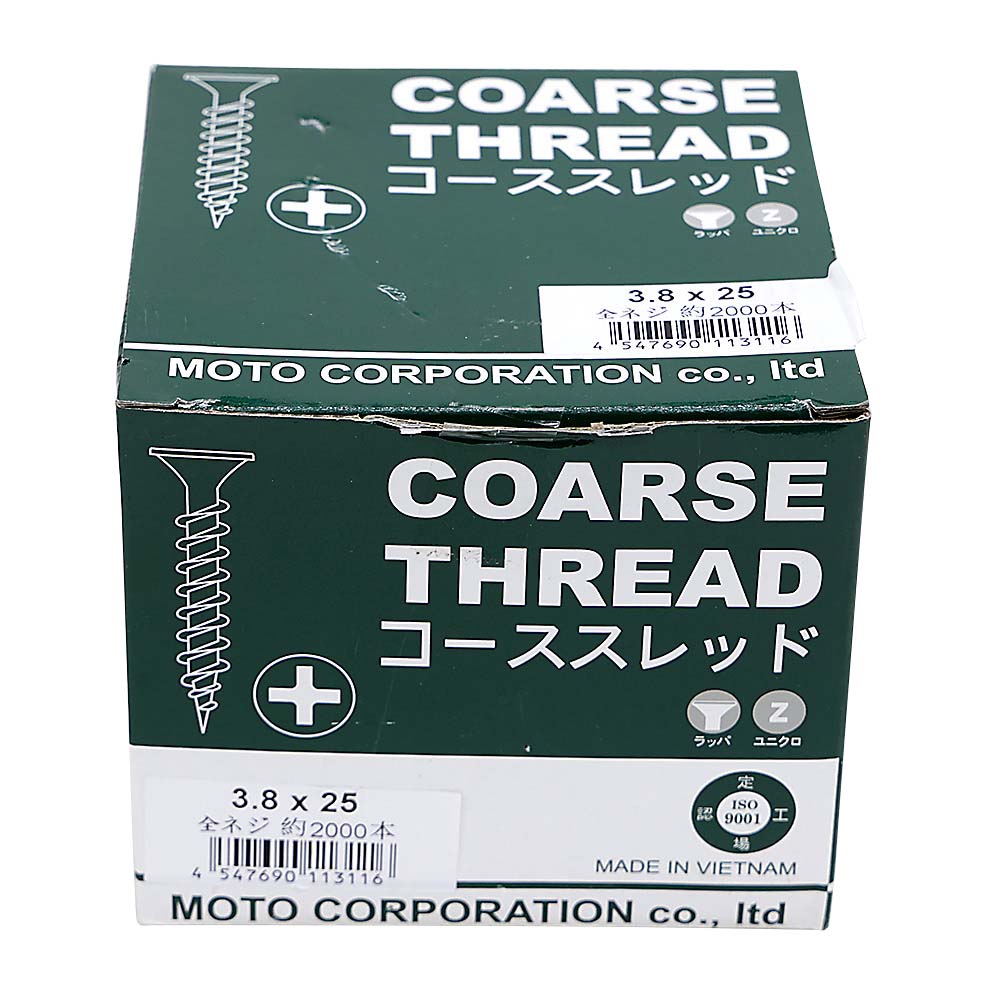 COARSE
THREAD
コーススレッド
ラッパ
Z
ユニクロ
3.8 x 25
全ネジ 約2000本
4 547690 113116
MOTO CORPORATION co., ltd
COARSE
THREAD
コーススレッド
ラッパ
Z
ユニクロ
3.8 x 25
全ネジ 約2000本
4 547690 113116
認定工場
ISO
9001
MADE IN VIETNAM
MOTO CORPORATION co., ltd